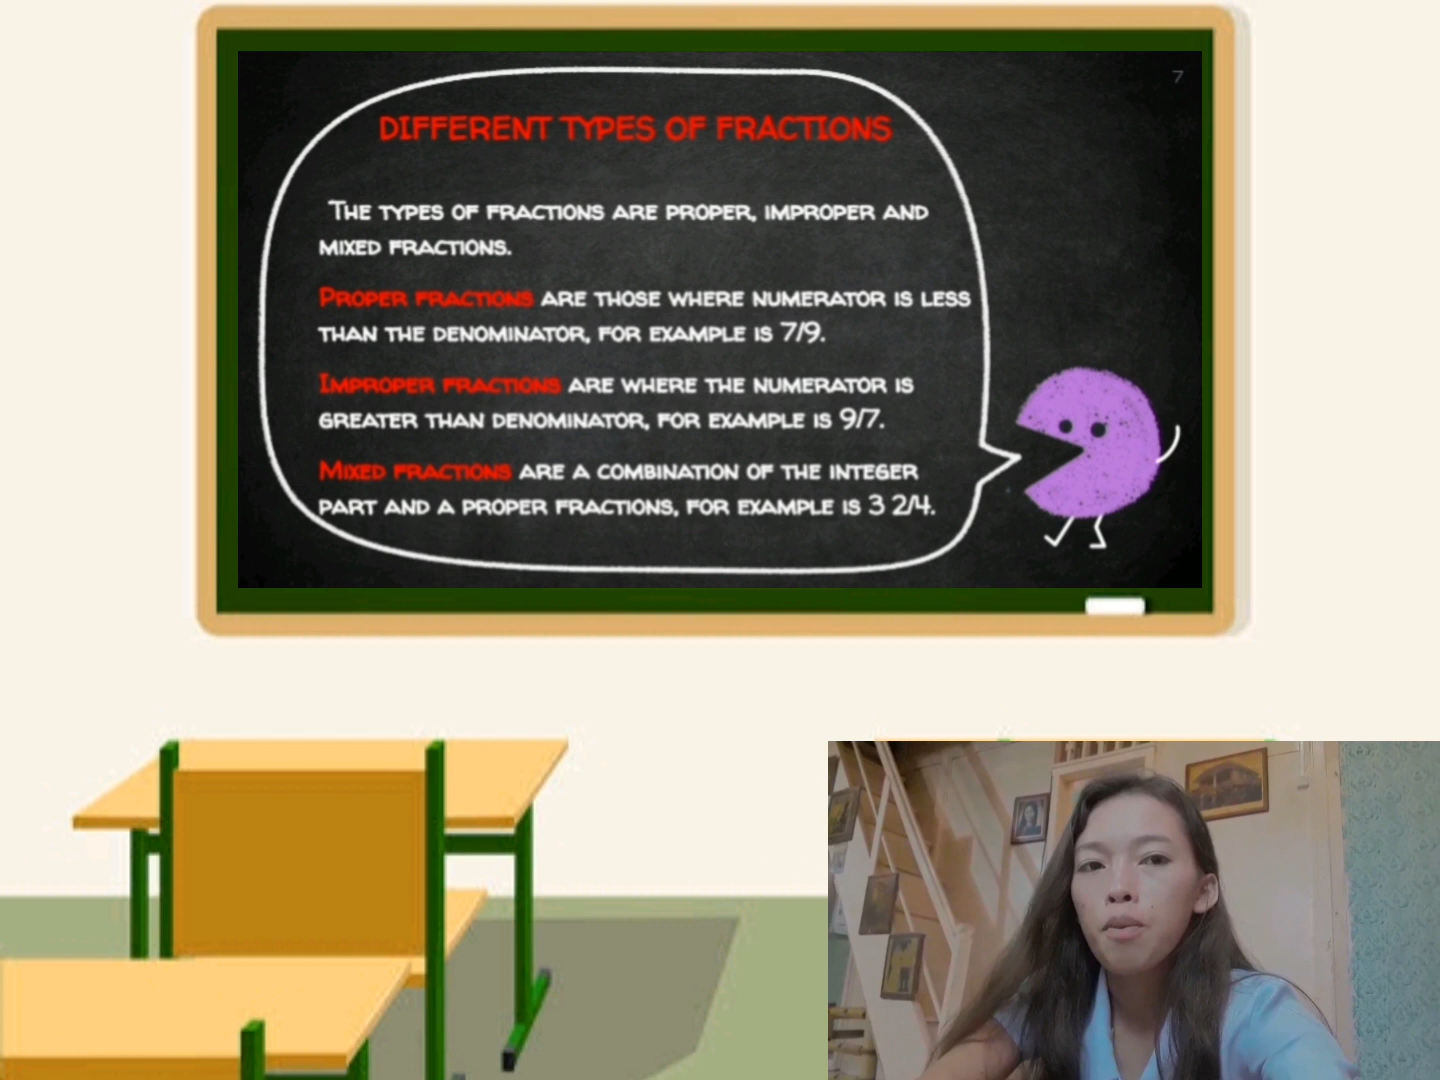 7
DIFFERENT TYPES OF FRACTIONS
THE TYPES OF FRACTIONS ARE PROPER, IMPROPER AND
MIXED FRACTIONS.
PROPER FRACTIONS ARE THOSE WHERE NUMERATOR IS LESS
THAN THE DENOMINATOR, FOR EXAMPLE IS 7/9.
IMPROPER FRACTIONS ARE WHERE THE NUMERATOR IS
GREATER THAN DENOMINATOR, FOR EXAMPLE IS 9/7.
MIXED FRACTIONS ARE A COMBINATION OF THE INTEGER
PART AND A PROPER FRACTIONS, FOR EXAMPLE IS 3 2/4.